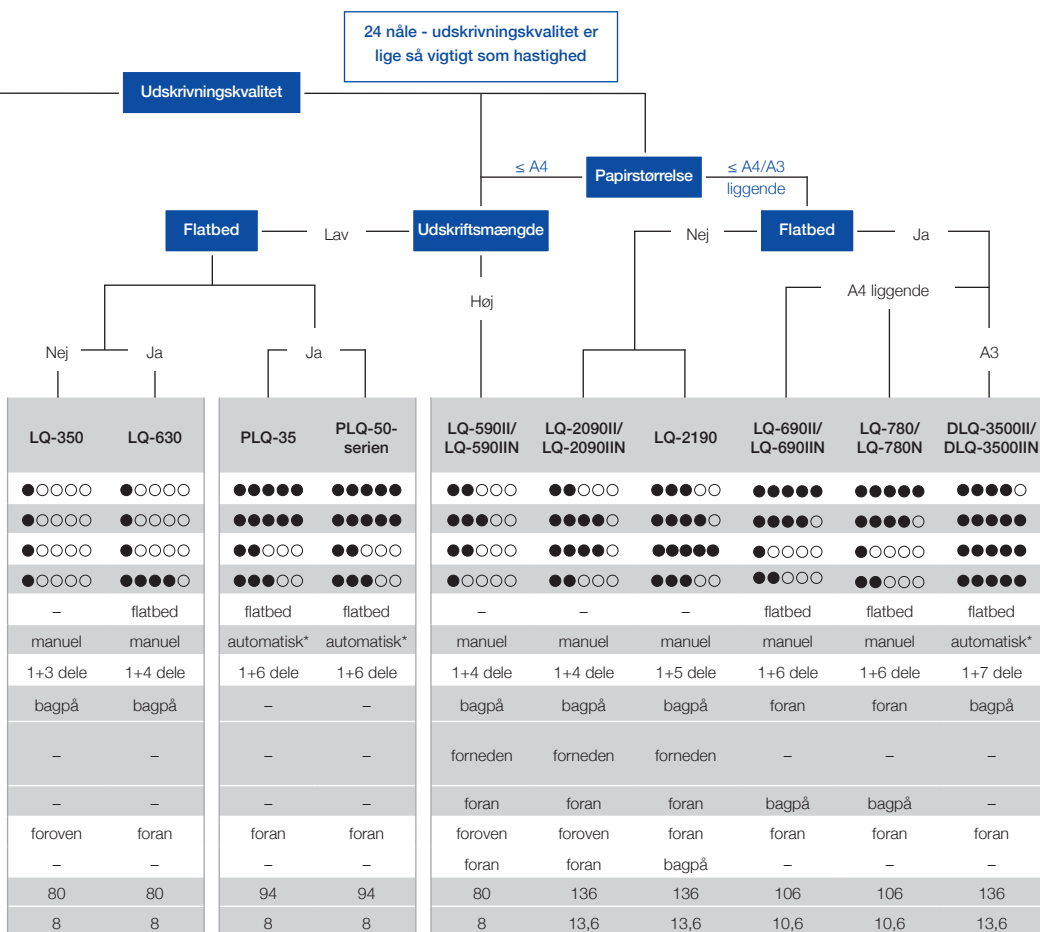 24 nåle - udskrivningskvalitet er
lige så vigtigt som hastighed
Udskrivningskvalitet
≤ A4
Papirstørrelse
≤ A4/A3
liggende
Flatbed
Lav
Udskriftsmængde
Nej
Flatbed
Ja
Høj
A4 liggende
Nej
Ja
Ja
A3
LQ-350
LQ-630
PLQ-35
PLQ-50-
serien
LQ-590II/
LQ-590IIN
LQ-2090II/
LQ-2090IIN
LQ-2190
LQ-690II/
LQ-690IIN
LQ-780/
LQ-780N
DLQ-3500II/
DLQ-3500IIN
– flatbed flatbed flatbed – – – flatbed flatbed flatbed
manuel manuel automatisk* automatisk* manuel manuel manuel manuel manuel automatisk*
1+3 dele 1+4 dele 1+6 dele 1+6 dele 1+4 dele 1+4 dele 1+5 dele 1+6 dele 1+6 dele 1+7 dele
bagpå bagpå – – bagpå bagpå bagpå foran foran bagpå
– – – – forneden forneden forneden – – –
– – – – foran foran foran bagpå bagpå –
foroven foran foran foran foroven foroven foran foran foran foran
– – – – foran foran bagpå – – –
80 80 94 94 80 136 136 106 106 136
8 8 8 8 8 13,6 13,6 10,6 10,6 13,6